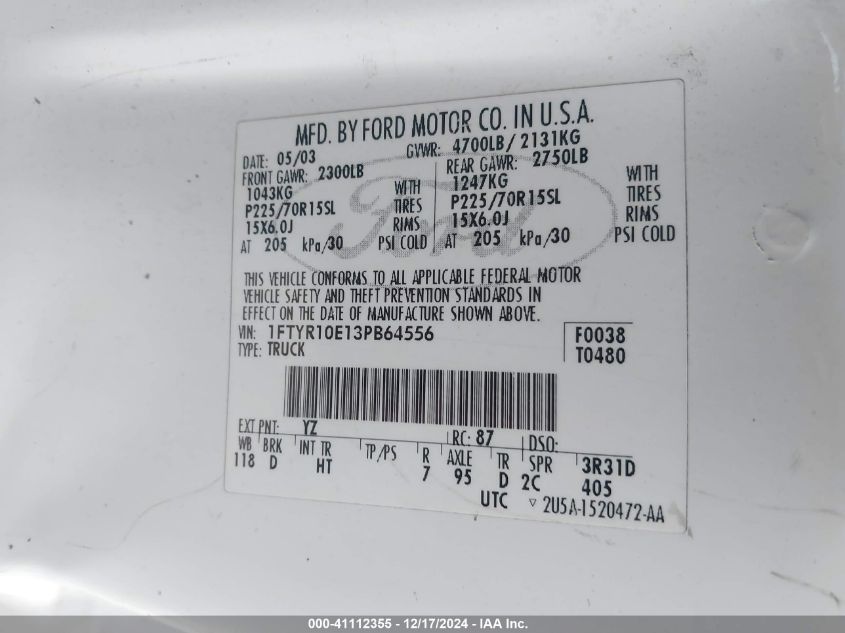 MFD. BY FORD MOTOR CO. IN U.S.A.
DATE: 05/03 GVWR: 4700LB/ 2131KG
FRONT GAWR: 2300LB REAR GAWR: 2750LB
1043KG WITH 1247KG WITH
P225/70R15SL TIRES P225/70R15SL TIRES
15X6.0J RIMS 15X6.0J RIMS
AT 205 kPa/30 PSI COLD AT 205 kPa/30 PSI COLD
Ford
THIS VEHICLE CONFORMS TO ALL APPLICABLE FEDERAL MOTOR
VEHICLE SAFETY AND THEFT PREVENTION STANDARDS IN
EFFECT ON THE DATE OF MANUFACTURE SHOWN ABOVE.
VIN: 1FTYR10E13PB64556 F0038
TYPE: TRUCK T0480
EXT PNT: YZ RC: 87 DSO:
WB BRK INT TR TP/PS R AXLE TR SPR 3R31D
118 D HT 7 95 D 2C 405
UTC ▿ 2U5A-1520472-AA
000-41112355 - 12/17/2024 - IAA Inc.